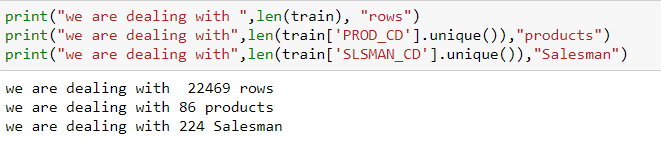 print("we are dealing with ",len(train), "rows")
print("we are dealing with",len(train['PROD_CD'].unique()),"products")
print("we are dealing with",len(train['SLSMAN_CD'].unique()),"Salesman")
we are dealing with  22469 rows
we are dealing with 86 products
we are dealing with 224 Salesman